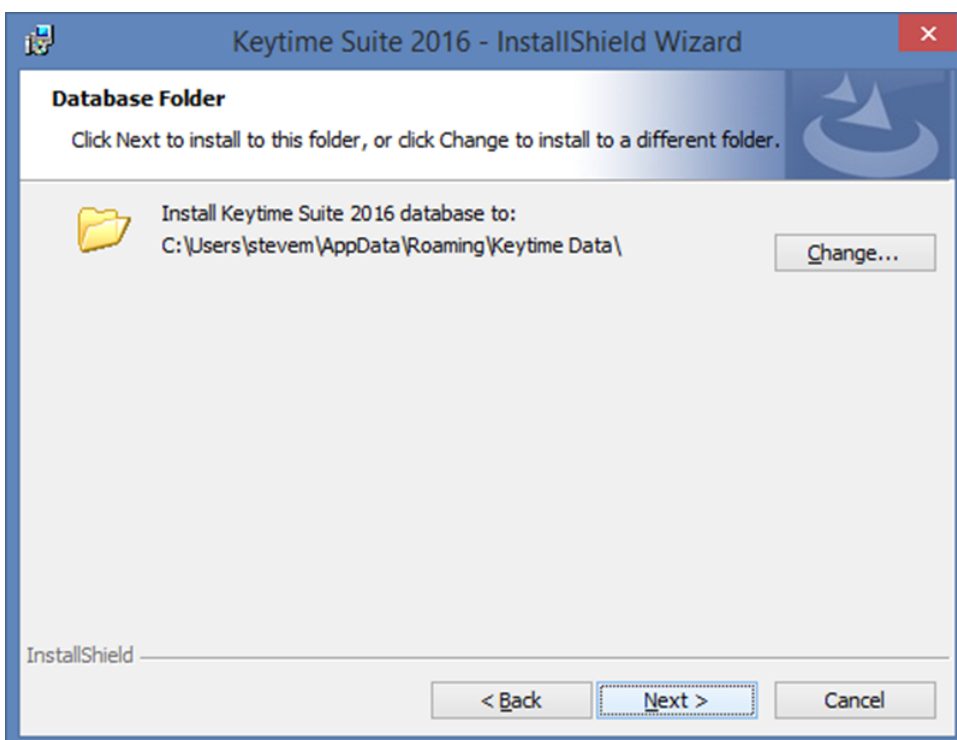 Keytime Suite 2016 - InstallShield Wizard
Database Folder
Click Next to install to this folder, or click Change to install to a different folder.
Install Keytime Suite 2016 database to:
C:\Users\stevem\AppData\Roaming\Keytime Data\
Change...
InstallShield
< Back
Next >
Cancel